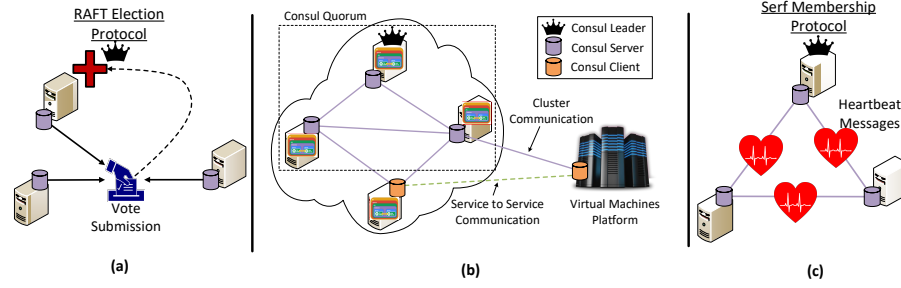 RAFT Election
Protocol
Vote
Submission
(a)
Consul Quorum
Consul Leader
Consul Server
Consul Client
Cluster
Communication
Service to Service
Communication
Virtual Machines
Platform
(b)
Serf Membership
Protocol
Heartbeat
Messages
(c)